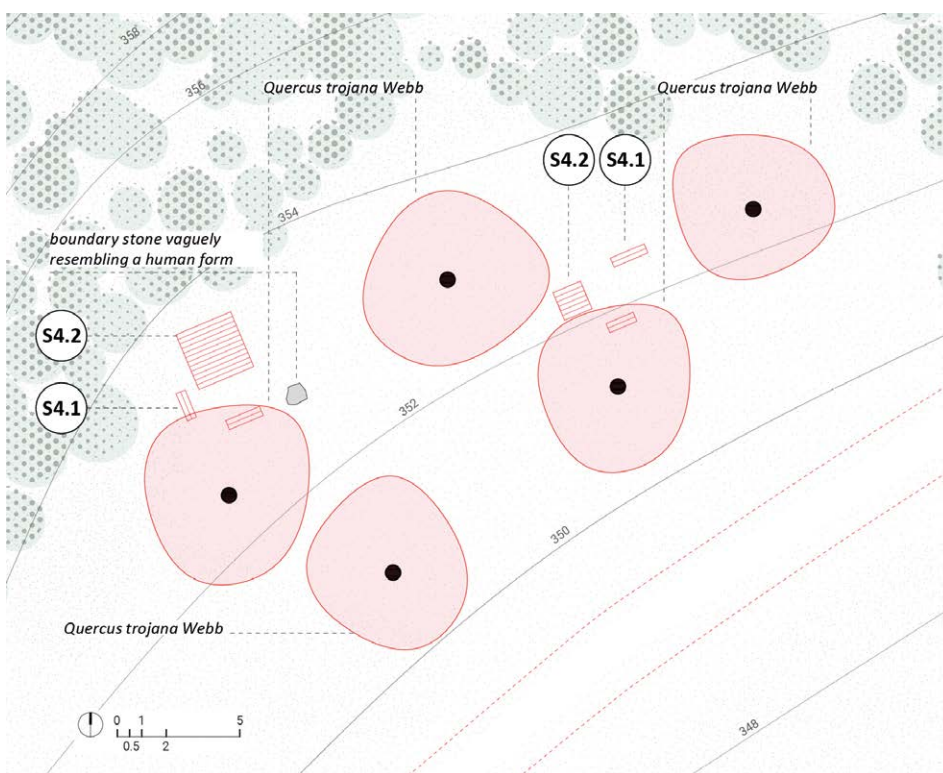 358
356
Quercus trojana Webb
Quercus trojana Webb
S4.2
S4.1
354
boundary stone vaguely
resembling a human form
S4.2
S4.1
352
350
Quercus trojana Webb
348
0 1 5
0.5 2